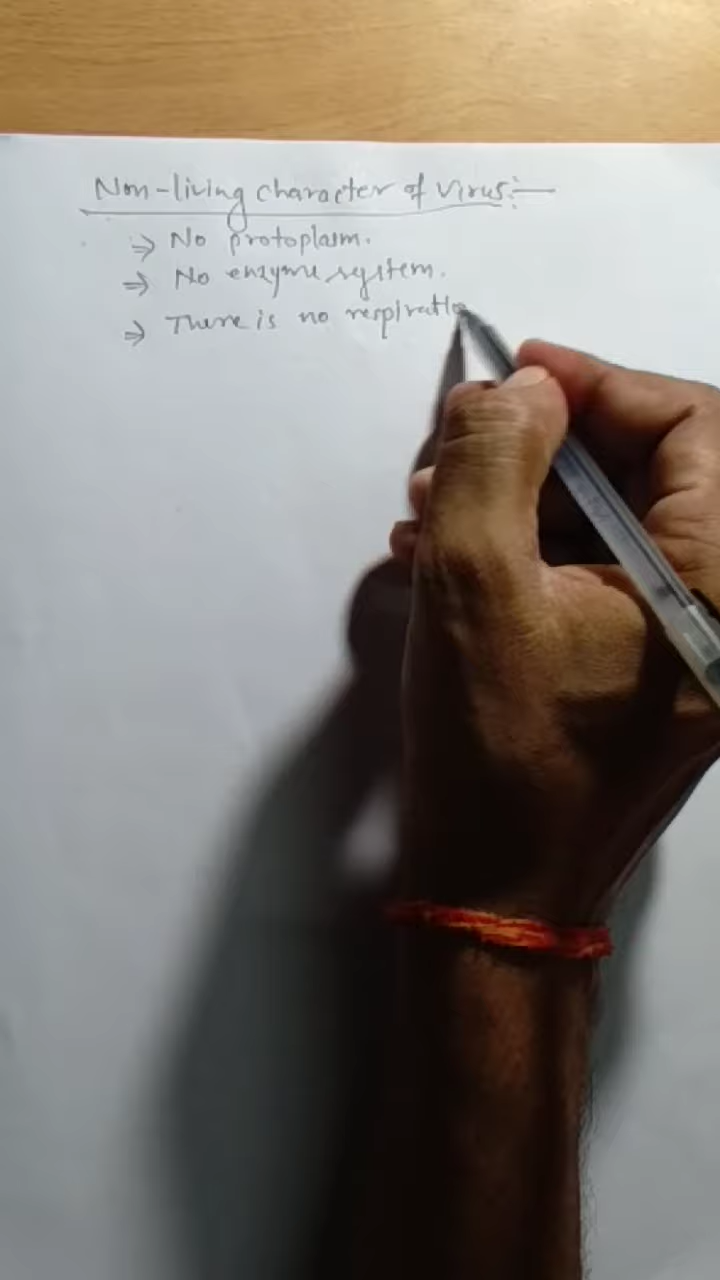 Non-living character of Virus:—
⇒ No protoplasm.
⇒ No enzyme system.
⇒ There is no respiratio